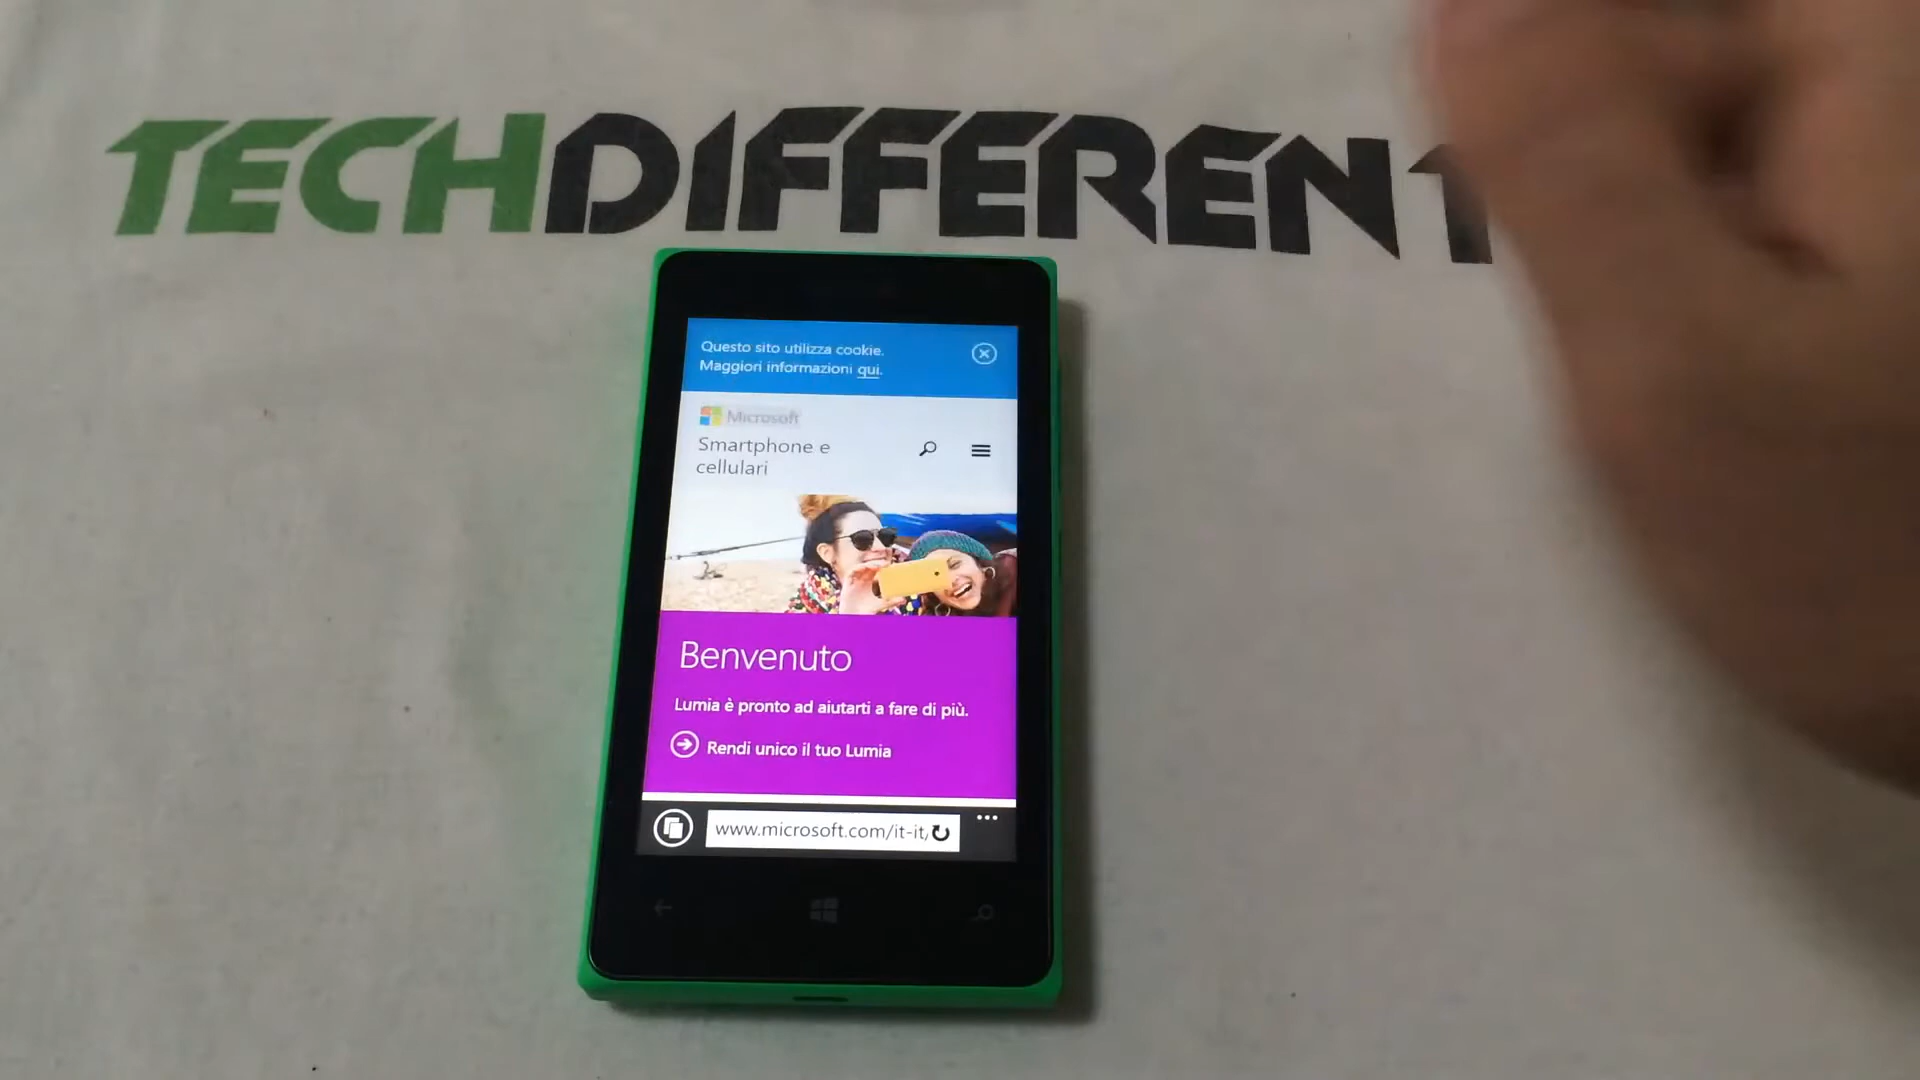 TECHDIFFERENT
Questo sito utilizza cookie.
Maggiori informazioni qui.
Microsoft
Smartphone e
cellulari
Benvenuto
Lumia è pronto ad aiutarti a fare di più.
Rendi unico il tuo Lumia
www.microsoft.com/it-it/